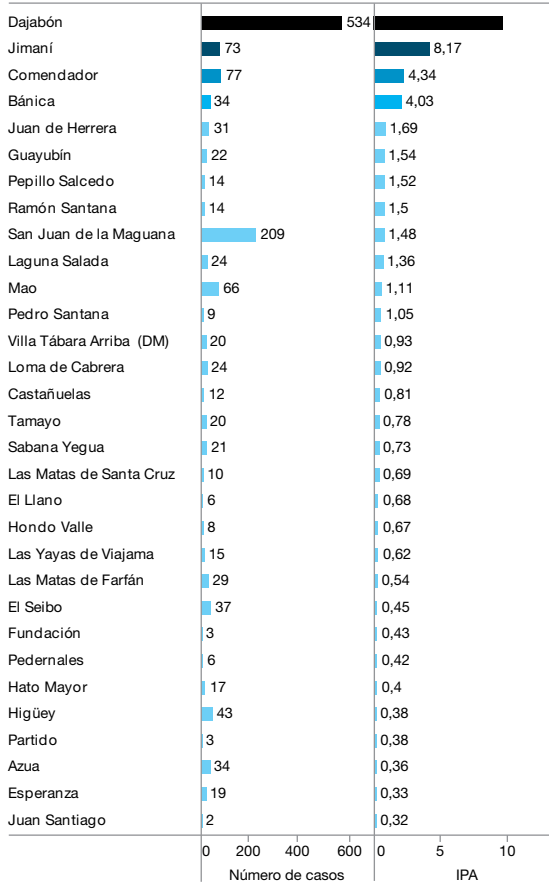 Dajabón 534
Jimaní 73 8,17
Comendador 77 4,34
Bánica 34 4,03
Juan de Herrera 31 1,69
Guayubín 22 1,54
Pepillo Salcedo 14 1,52
Ramón Santana 14 1,5
San Juan de la Maguana 209 1,48
Laguna Salada 24 1,36
Mao 66 1,11
Pedro Santana 9 1,05
Villa Tábara Arriba (DM) 20 0,93
Loma de Cabrera 24 0,92
Castañuelas 12 0,81
Tamayo 20 0,78
Sabana Yegua 21 0,73
Las Matas de Santa Cruz 10 0,69
El Llano 6 0,68
Hondo Valle 8 0,67
Las Yayas de Viajama 15 0,62
Las Matas de Farfán 29 0,54
El Seibo 37 0,45
Fundación 3 0,43
Pedernales 6 0,42
Hato Mayor 17 0,4
Higüey 43 0,38
Partido 3 0,38
Azua 34 0,36
Esperanza 19 0,33
Juan Santiago 2 0,32
0 200 400 600 0 5 10
Número de casos IPA